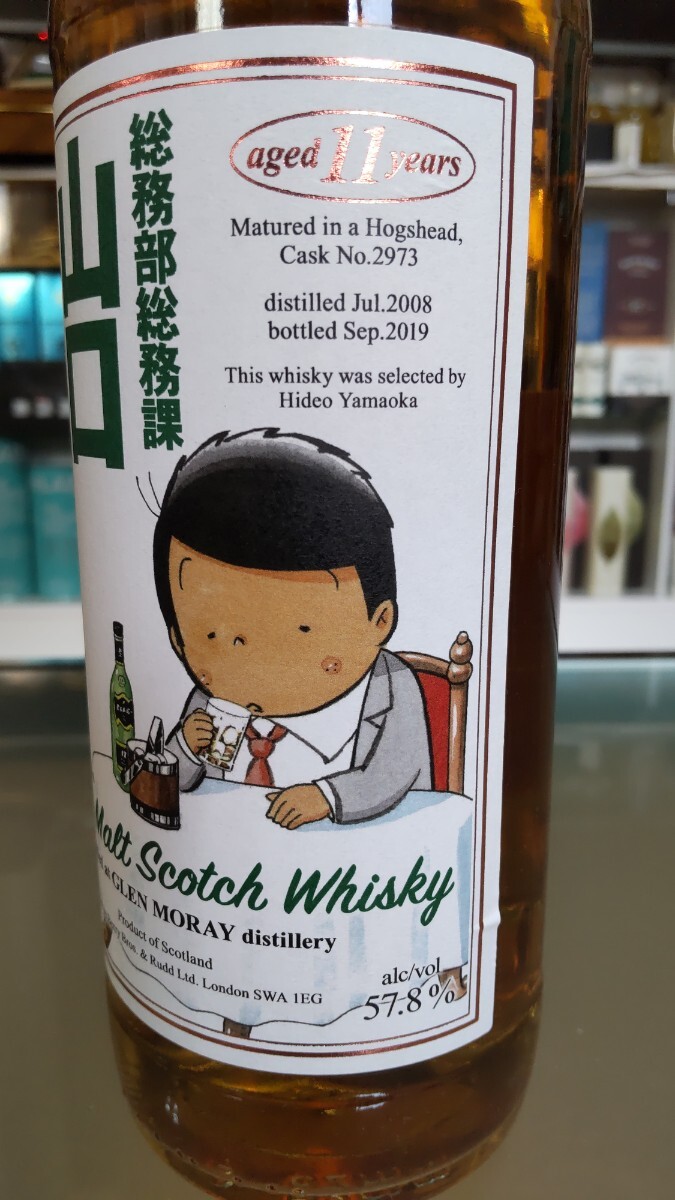 総務部総務課
山口
aged 11 years
Matured in a Hogshead,
Cask No.2973
distilled Jul.2008
bottled Sep.2019
This whisky was selected by
Hideo Yamaoka
Malt Scotch Whisky
at GLEN MORAY distillery
Product of Scotland
Bros. & Rudd Ltd. London SWA 1EG
alc/vol
57.8%